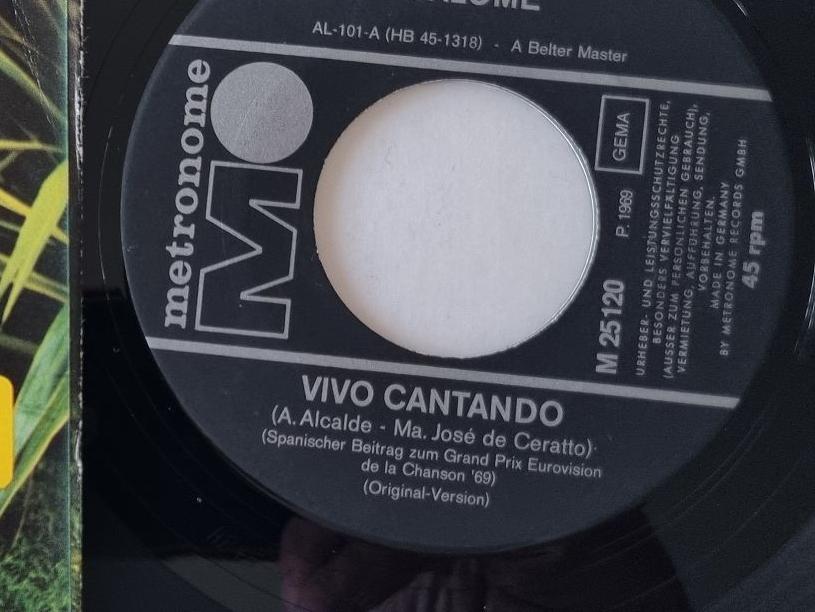 AL-101-A (HB 45-1318) - A Belter Master
metronome
GEMA
P. 1969
M 25120
URHEBER- UND LEISTUNGSSCHUTZRECHTE,
BESONDERS VERVIELFÄLTIGUNG
(AUSSER ZUM PERSÖNLICHEN GEBRAUCH),
VERMIETUNG, AUFFÜHRUNG, SENDUNG,
VORBEHALTEN.
MADE IN GERMANY
BY METRONOME RECORDS GMBH
45 rpm
VIVO CANTANDO
(A. Alcalde - Ma. José de Ceratto)
(Spanischer Beitrag zum Grand Prix Eurovision
de la Chanson '69)
(Original-Version)